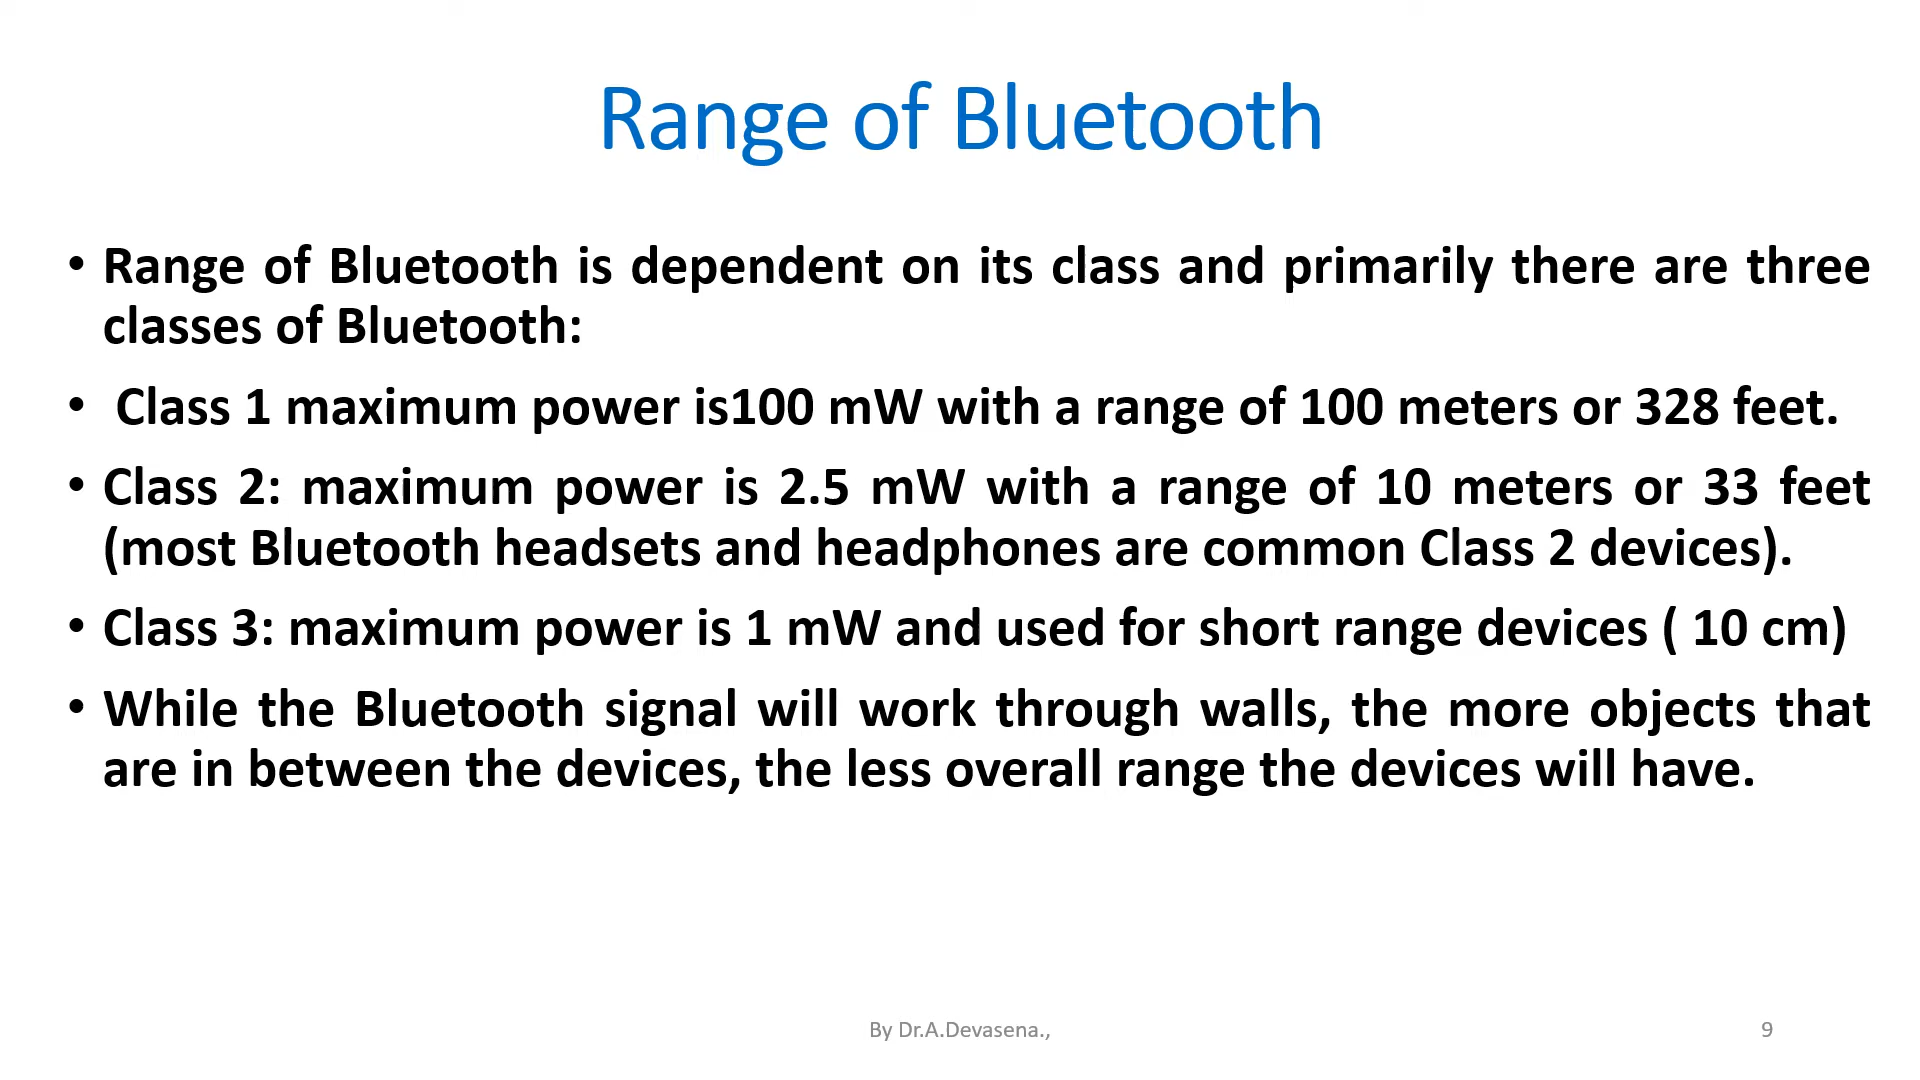 Range of Bluetooth
• Range of Bluetooth is dependent on its class and primarily there are three
classes of Bluetooth:
• Class 1 maximum power is100 mW with a range of 100 meters or 328 feet.
• Class 2: maximum power is 2.5 mW with a range of 10 meters or 33 feet
(most Bluetooth headsets and headphones are common Class 2 devices).
• Class 3: maximum power is 1 mW and used for short range devices ( 10 cm)
• While the Bluetooth signal will work through walls, the more objects that
are in between the devices, the less overall range the devices will have.
By Dr.A.Devasena.,
9